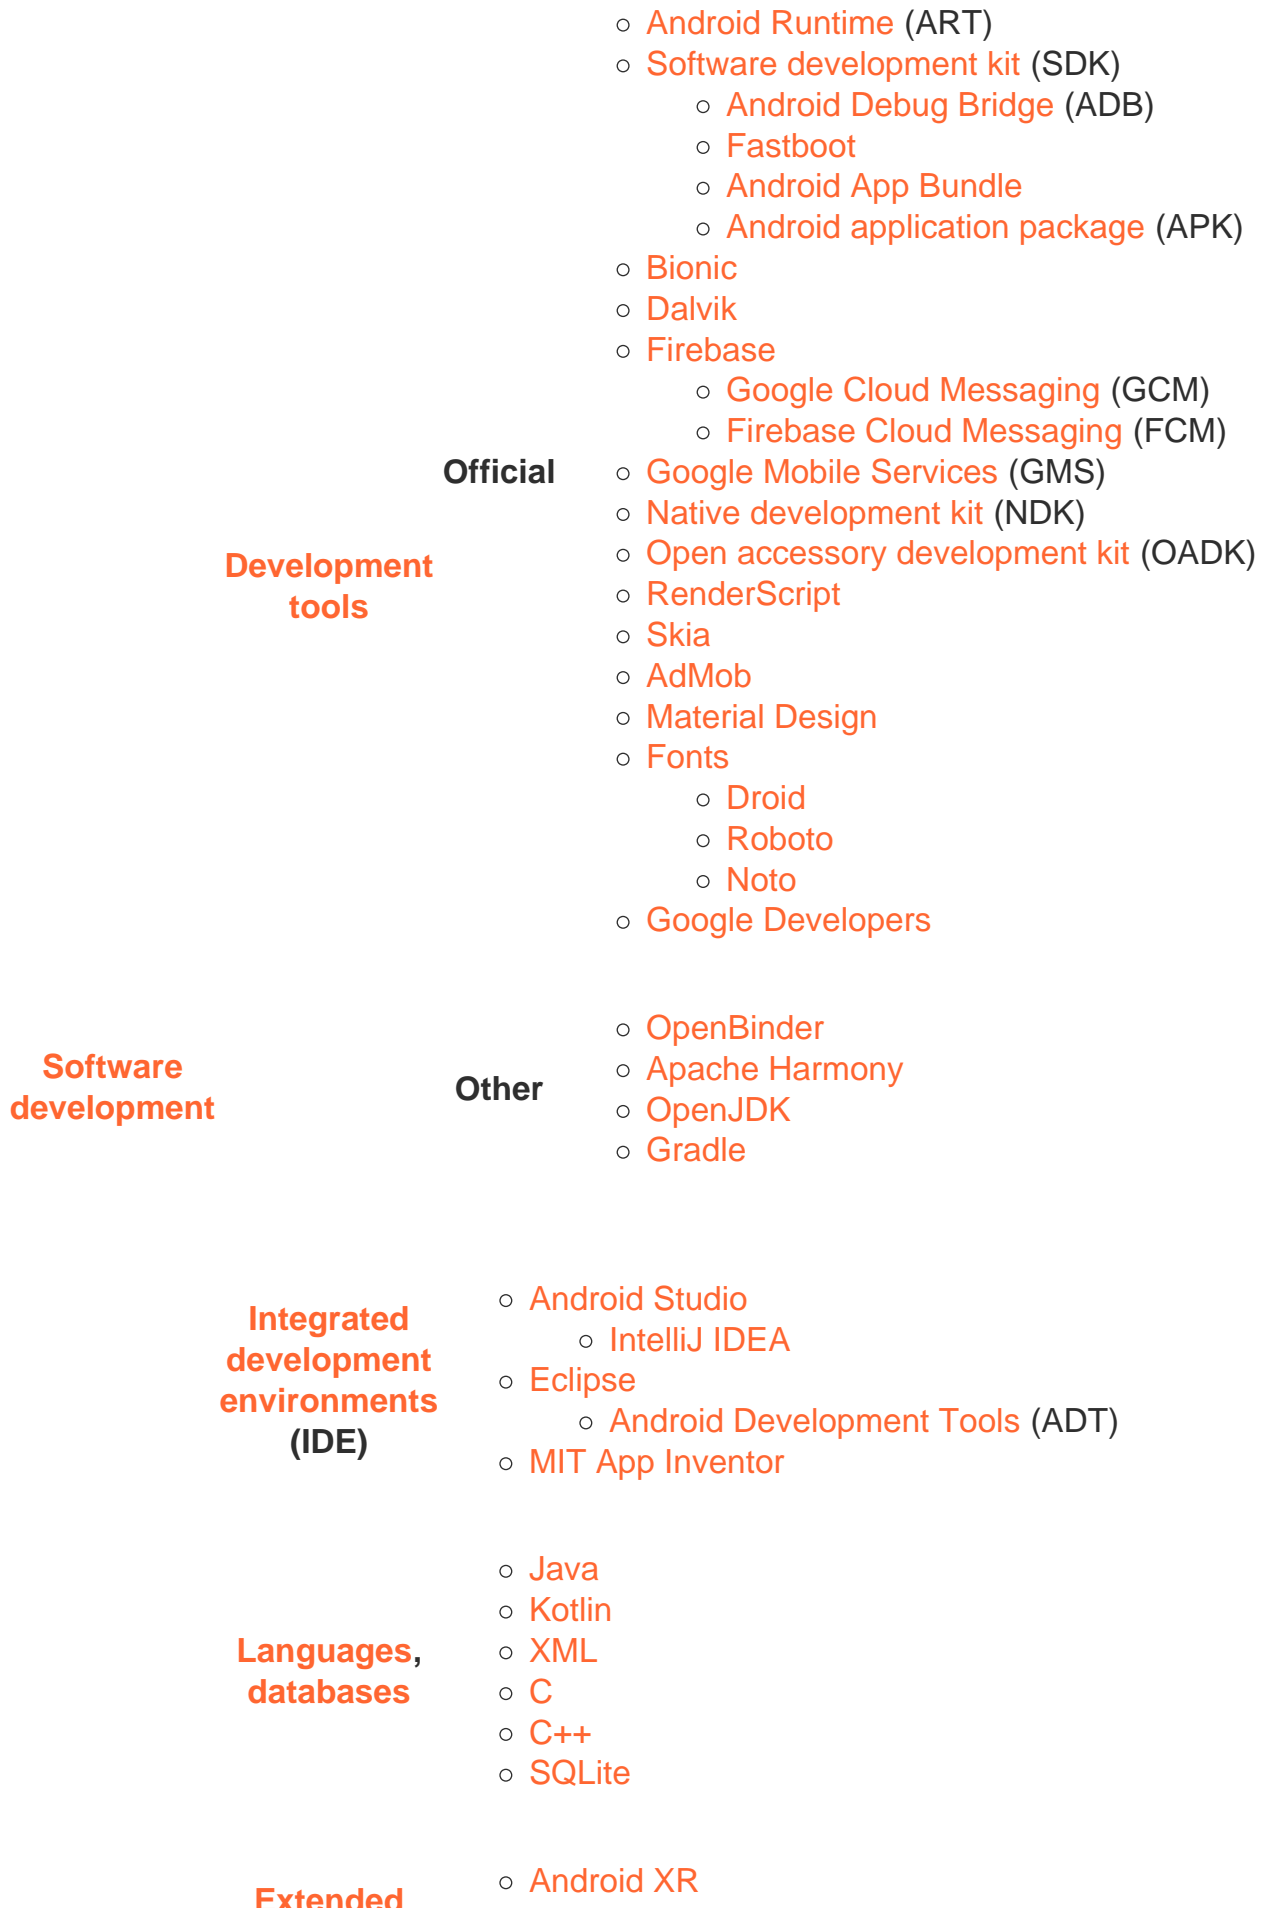 Software
development
Development
tools
Official
○ Android Runtime (ART)
○ Software development kit (SDK)
○ Android Debug Bridge (ADB)
○ Fastboot
○ Android App Bundle
○ Android application package (APK)
○ Bionic
○ Dalvik
○ Firebase
○ Google Cloud Messaging (GCM)
○ Firebase Cloud Messaging (FCM)
○ Google Mobile Services (GMS)
○ Native development kit (NDK)
○ Open accessory development kit (OADK)
○ RenderScript
○ Skia
○ AdMob
○ Material Design
○ Fonts
○ Droid
○ Roboto
○ Noto
○ Google Developers
Other
○ OpenBinder
○ Apache Harmony
○ OpenJDK
○ Gradle
Integrated
development
environments
(IDE)
○ Android Studio
○ IntelliJ IDEA
○ Eclipse
○ Android Development Tools (ADT)
○ MIT App Inventor
Languages,
databases
○ Java
○ Kotlin
○ XML
○ C
○ C++
○ SQLite
Extended
○ Android XR